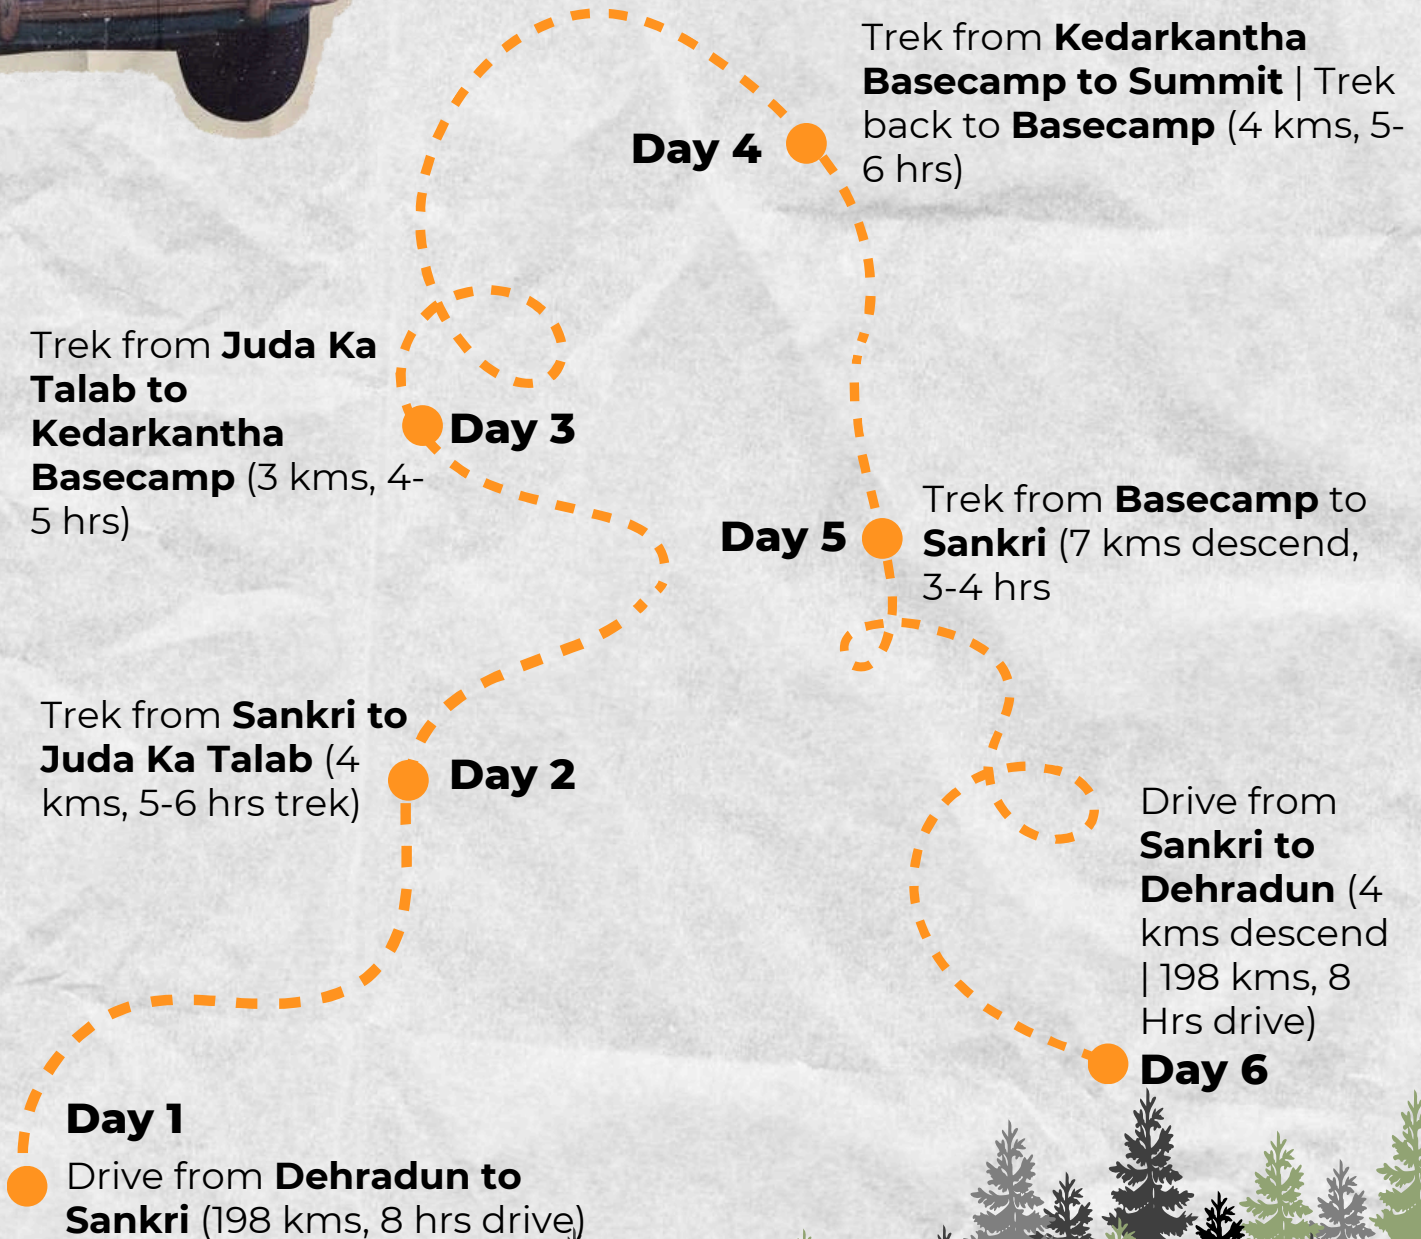 Trek from Kedarkantha
Basecamp to Summit | Trek
back to Basecamp (4 kms, 5-
6 hrs)
Day 4
Trek from Juda Ka
Talab to
Kedarkantha
Basecamp (3 kms, 4-
5 hrs)
Day 3
Trek from Basecamp to
Sankri (7 kms descend,
3-4 hrs
Day 5
Trek from Sankri to
Juda Ka Talab (4
kms, 5-6 hrs trek)
Day 2
Drive from
Sankri to
Dehradun (4
kms descend
| 198 kms, 8
Hrs drive)
Day 6
Day 1
Drive from Dehradun to
Sankri (198 kms, 8 hrs drive)